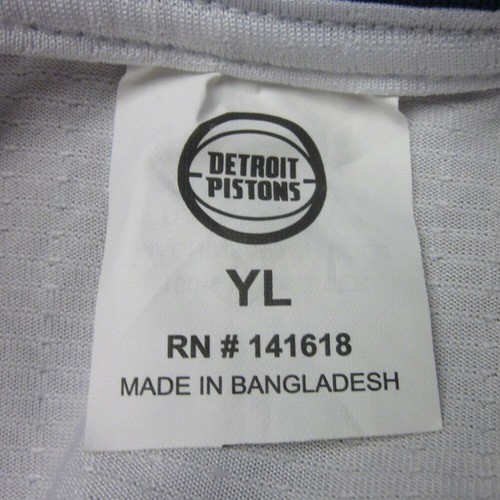 DETROIT
PISTONS
YL
RN # 141618
MADE IN BANGLADESH